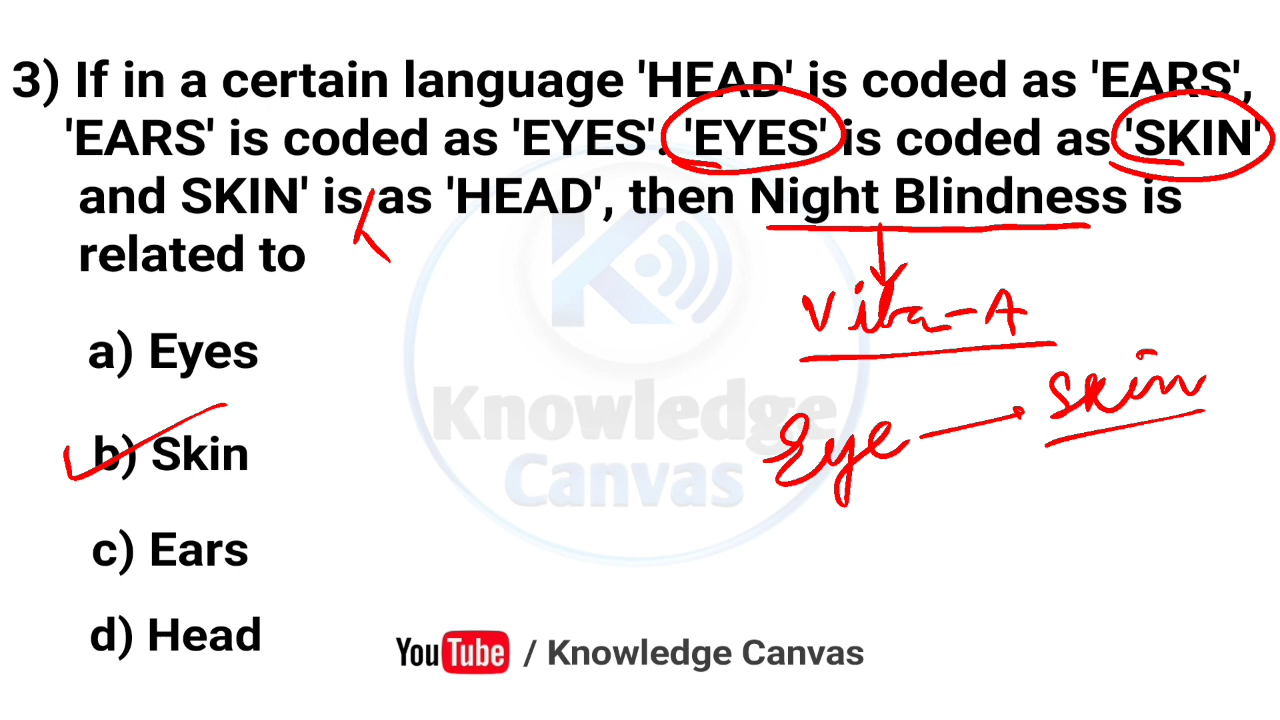 3) If in a certain language 'HEAD' is coded as 'EARS',
'EARS' is coded as 'EYES'. 'EYES' is coded as 'SKIN'
and SKIN' is as 'HEAD', then Night Blindness is
related to
Vita-A
a) Eyes
Eye skin
Knowledge
b) Skin
Canvas
c) Ears
d) Head
YouTube / Knowledge Canvas